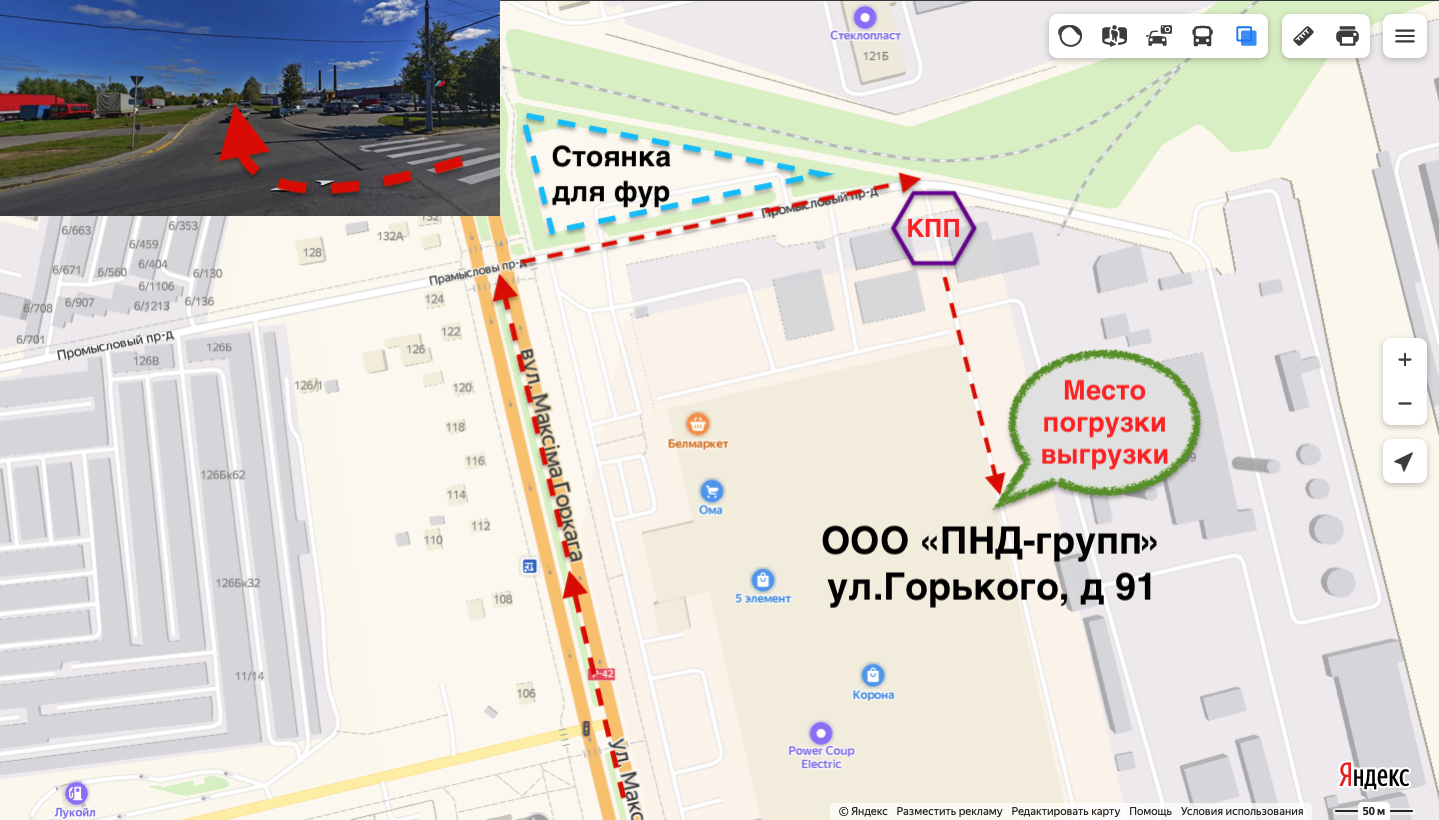 Стеклопласт
121Б
Стоянка
для фур
Промысловый пр-д
КПП
6/663
6/353
132
132А
6/459
128
6/404
6/671
6/560
6/130
Прамысловы пр-д
6/1106
124
6/907
6/136
6/708
6/1213
6/701
Промысловый пр-д
122
126Б
126
126В
вул. Максіма Горкага
126/1
120
Место
погрузки
выгрузки
118
Белмаркет
116
126Бк62
114
Ома
112
110
ООО «ПНД-групп»
ул.Горького, д 91
126Бк32
108
5 элемент
11/14
106
Корона
ул. Макс
Power Coup
Electric
Яндекс
Лукойл
© Яндекс Разместить рекламу Редактировать карту Помощь Условия использования
50 м